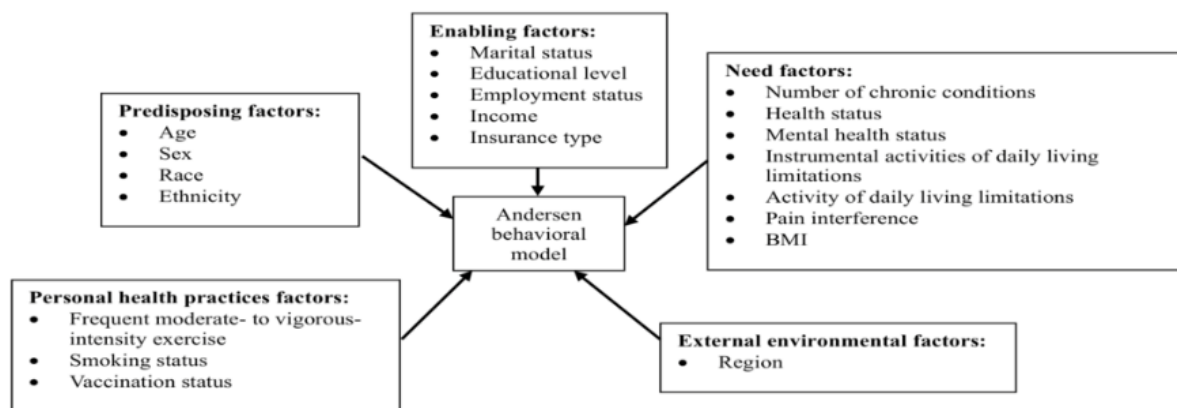 Enabling factors:
• Marital status
• Educational level
• Employment status
• Income
• Insurance type
Need factors:
• Number of chronic conditions
• Health status
• Mental health status
• Instrumental activities of daily living
limitations
• Activity of daily living limitations
• Pain interference
• BMI
Predisposing factors:
• Age
• Sex
• Race
• Ethnicity
Andersen
behavioral
model
Personal health practices factors:
• Frequent moderate- to vigorous-
intensity exercise
• Smoking status
• Vaccination status
External environmental factors:
• Region